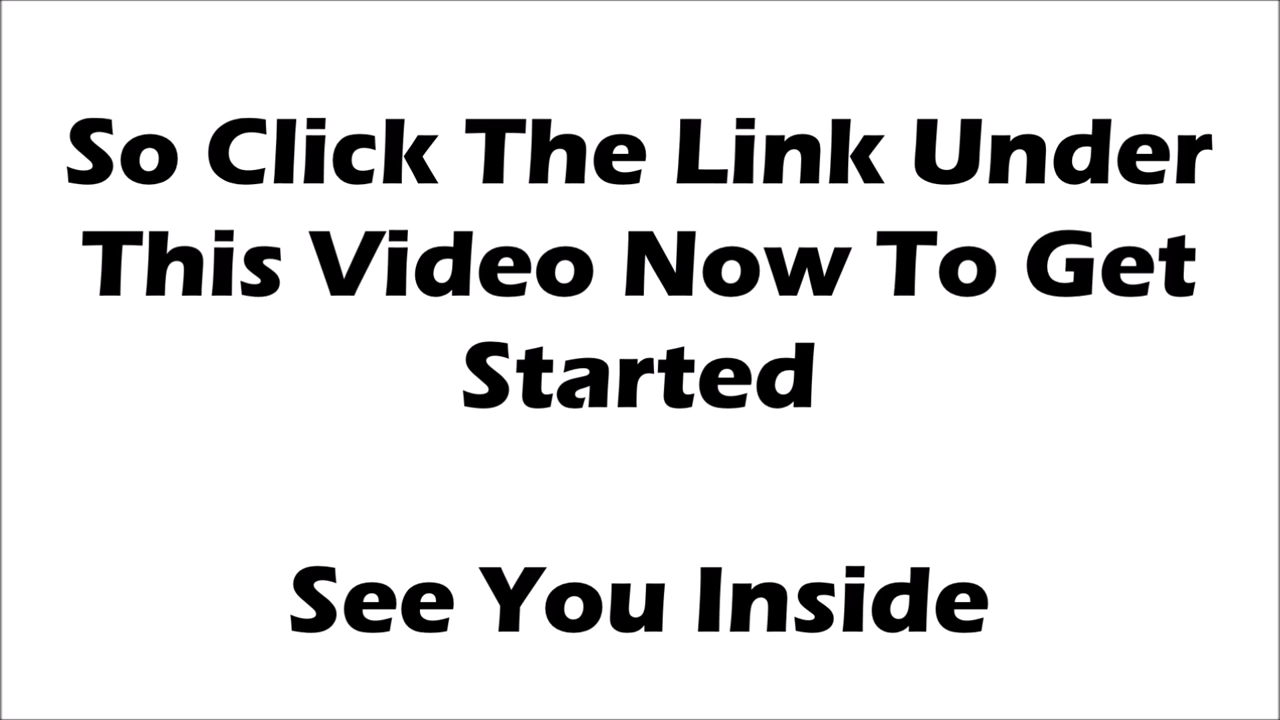 So Click The Link Under
This Video Now To Get
Started
See You Inside